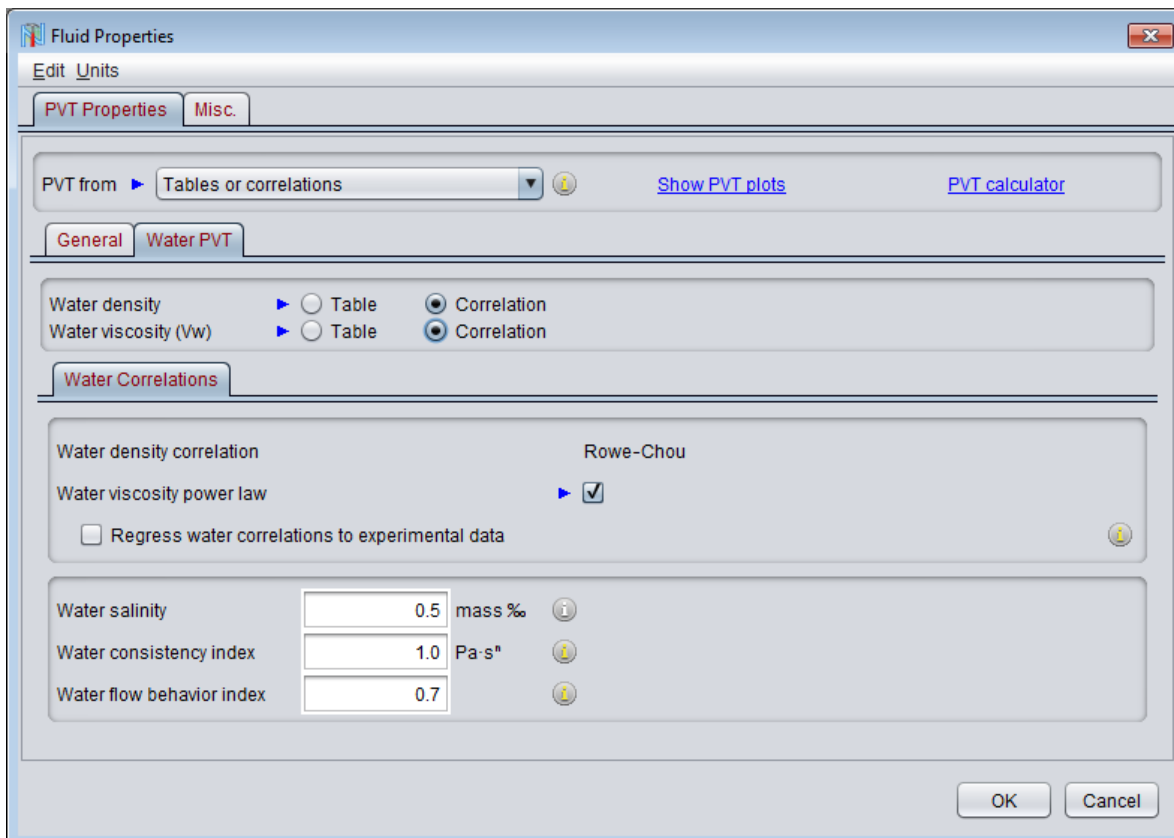 Fluid Properties
Edit Units
PVT Properties Misc.
PVT from Tables or correlations Show PVT plots PVT calculator
General Water PVT
Water density Table Correlation
Water viscosity (Vw) Table Correlation
Water Correlations
Water density correlation Rowe-Chou
Water viscosity power law
Regress water correlations to experimental data
Water salinity 0.5 mass ‰
Water consistency index 1.0 Pa·sⁿ
Water flow behavior index 0.7
OK Cancel